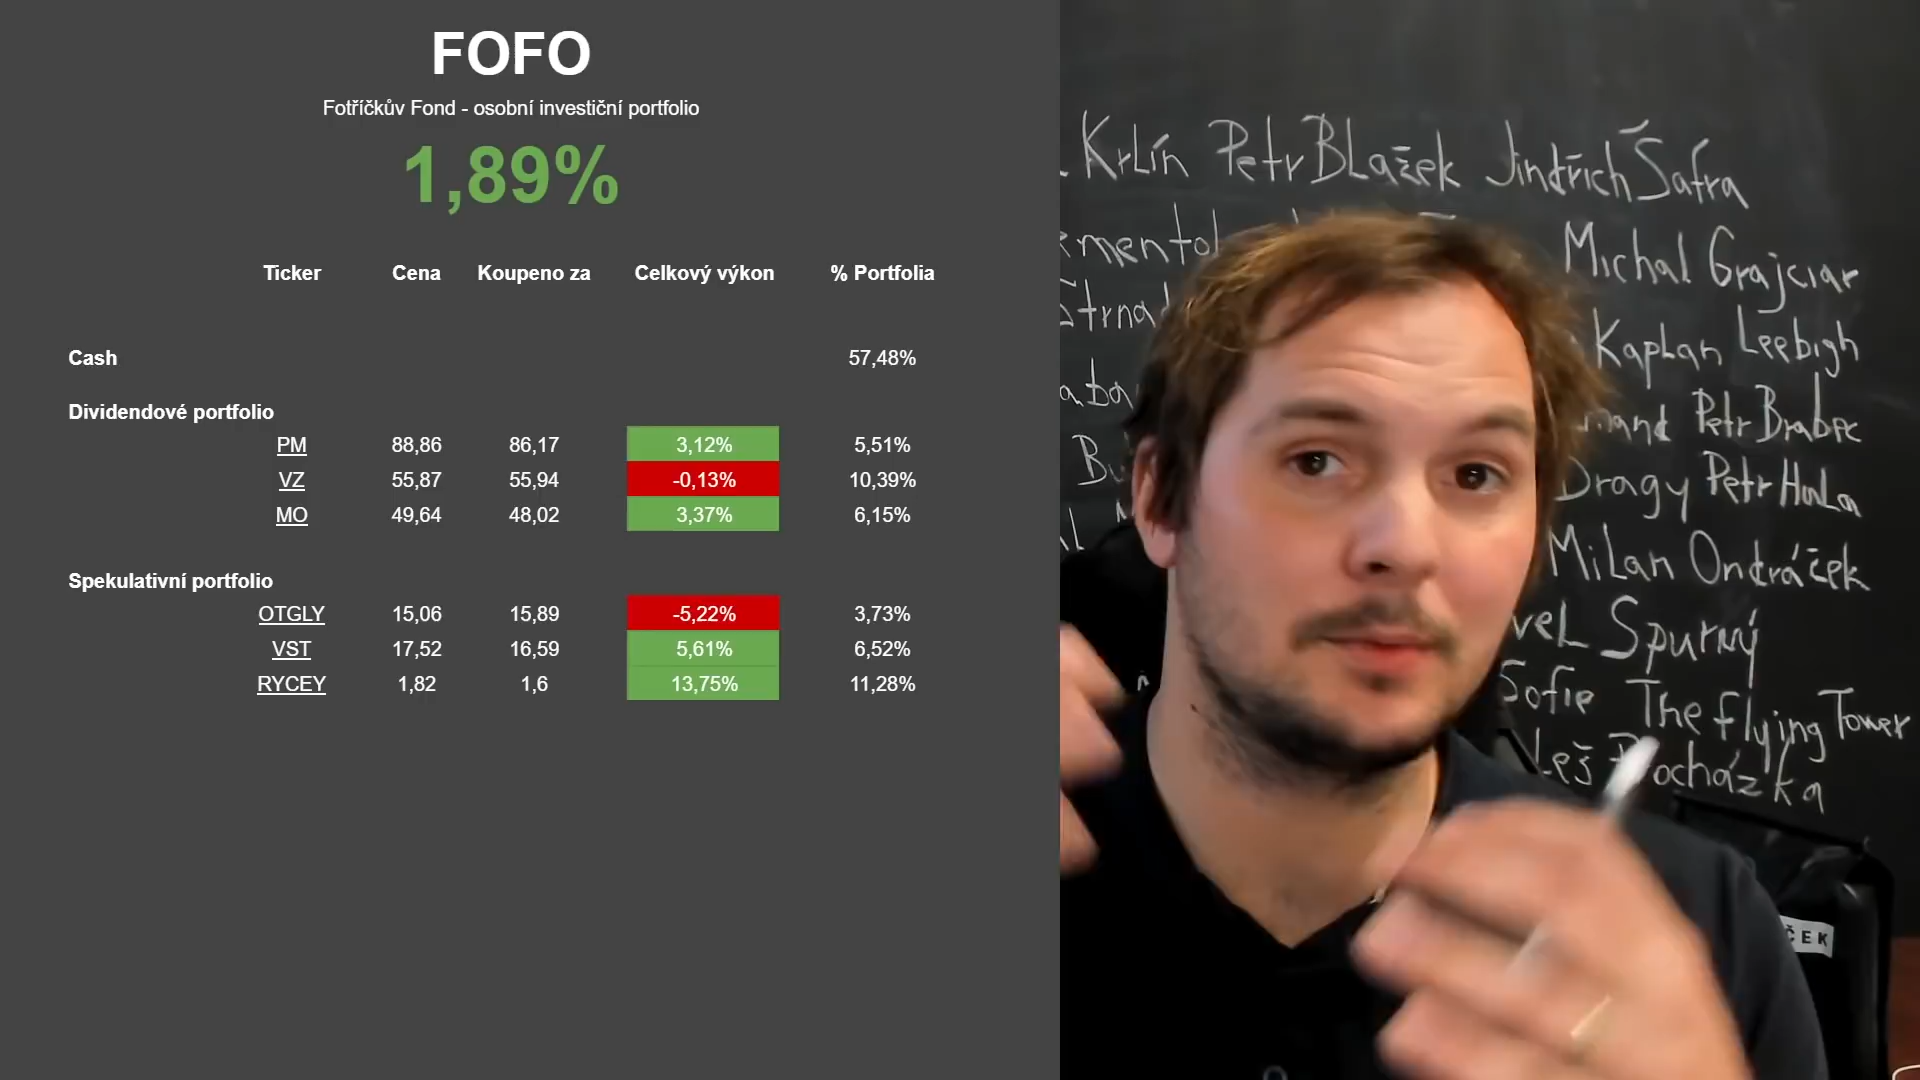 FOFO
Fotříčkův Fond - osobní investiční portfolio
1,89%
Ticker Cena Koupeno za Celkový výkon % Portfolia
Cash 57,48%
Dividendové portfolio
PM 88,86 86,17 3,12% 5,51%
VZ 55,87 55,94 -0,13% 10,39%
MO 49,64 48,02 3,37% 6,15%
Spekulativní portfolio
OTGLY 15,06 15,89 -5,22% 3,73%
VST 17,52 16,59 5,61% 6,52%
RYCEY 1,82 1,6 13,75% 11,28%
Krlín Petr Blažek Jindřich Šafra
Michal Grajciar
Kaplan Leebigh
Petr Brabec
Dragy Petr Hala
Milan Ondráček
Spurný
Sofie The flying Tower